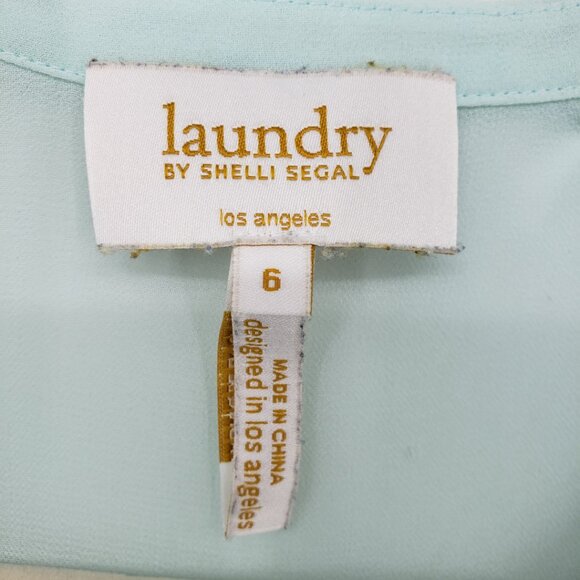 laundry
BY SHELLI SEGAL
los angeles
6
MADE IN CHINA
designed in los angeles